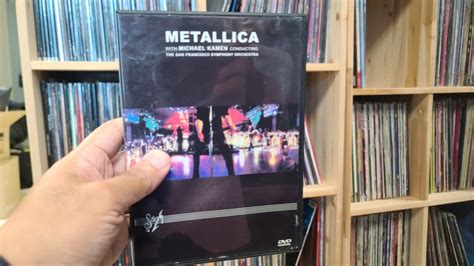 METALLICA
WITH MICHAEL KAMEN CONDUCTING
THE SAN FRANCISCO SYMPHONY ORCHESTRA
S&M
DVD